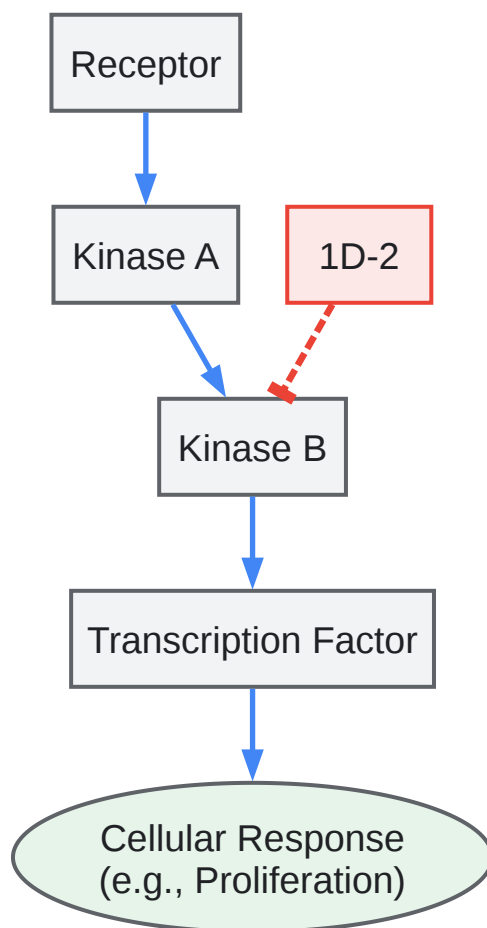 Receptor
Kinase A
1D-2
Kinase B
Transcription Factor
Cellular Response
(e.g., Proliferation)